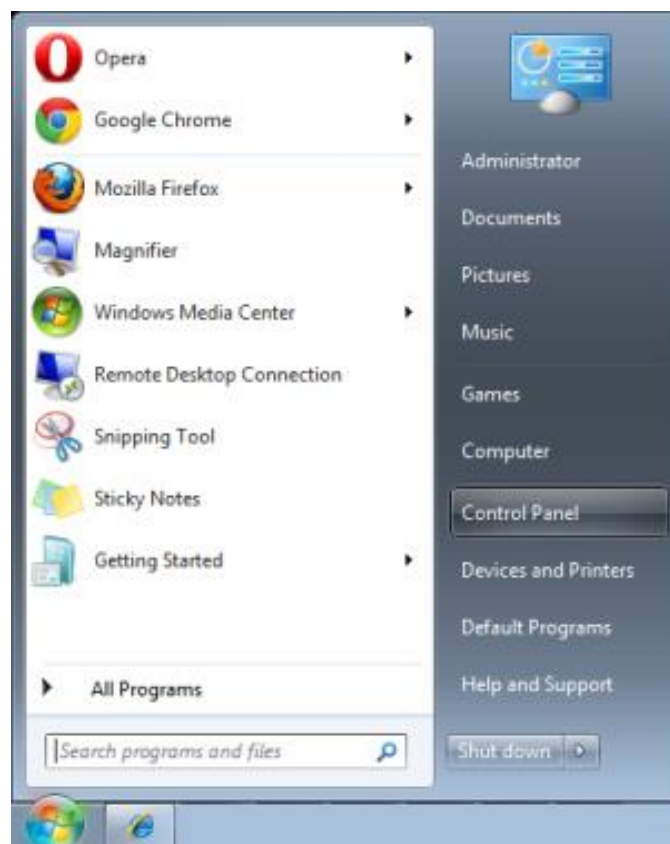 Opera
Google Chrome
Mozilla Firefox
Magnifier
Windows Media Center
Remote Desktop Connection
Snipping Tool
Sticky Notes
Getting Started
All Programs
Search programs and files
Administrator
Documents
Pictures
Music
Games
Computer
Control Panel
Devices and Printers
Default Programs
Help and Support
Shut down